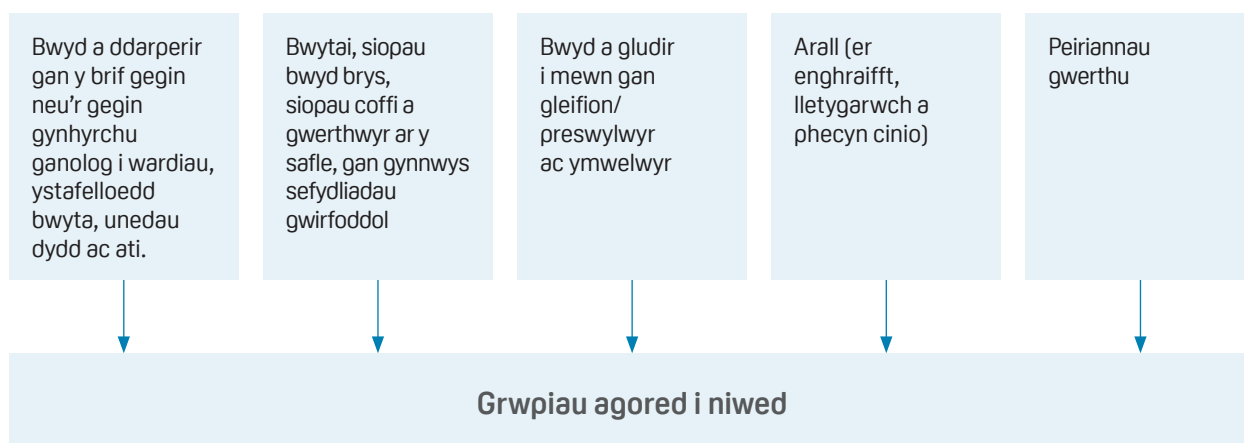 Bwyd a ddarperir
gan y brif gegin
neu'r gegin
gynhyrchu
ganolog i wardiau,
ystafelloedd
bwyta, unedau
dydd ac ati.
Bwytai, siopau
bwyd brys,
siopau coffi a
gwerthwyr ar y
safle, gan gynnwys
sefydliadau
gwirfoddol
Bwyd a gludir
i mewn gan
gleifion/
preswylwyr
ac ymwelwyr
Arall (er
enghraifft,
lletygarwch a
phecyn cinio)
Peiriannau
gwerthu
Grwpiau agored i niwed